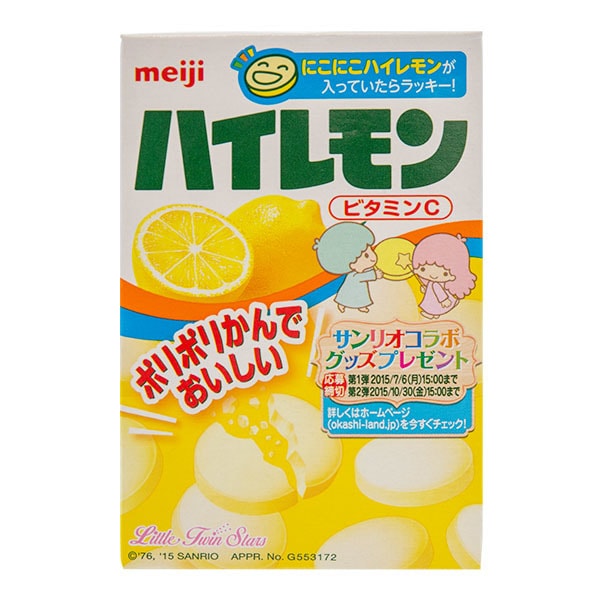 meiji
にこにこハイレモンが
入っていたらラッキー!
ハイレモン
ビタミンC
ポリポリかんで
おいしい
サンリオコラボ
グッズプレゼント
応募締切
第1弾2015/7/6(月)15:00まで
第2弾2015/10/30(金)15:00まで
詳しくはホームページ
(okashi-land.jp)を今すぐチェック!
Little Twin Stars
©'76, '15 SANRIO APPR. No. G553172